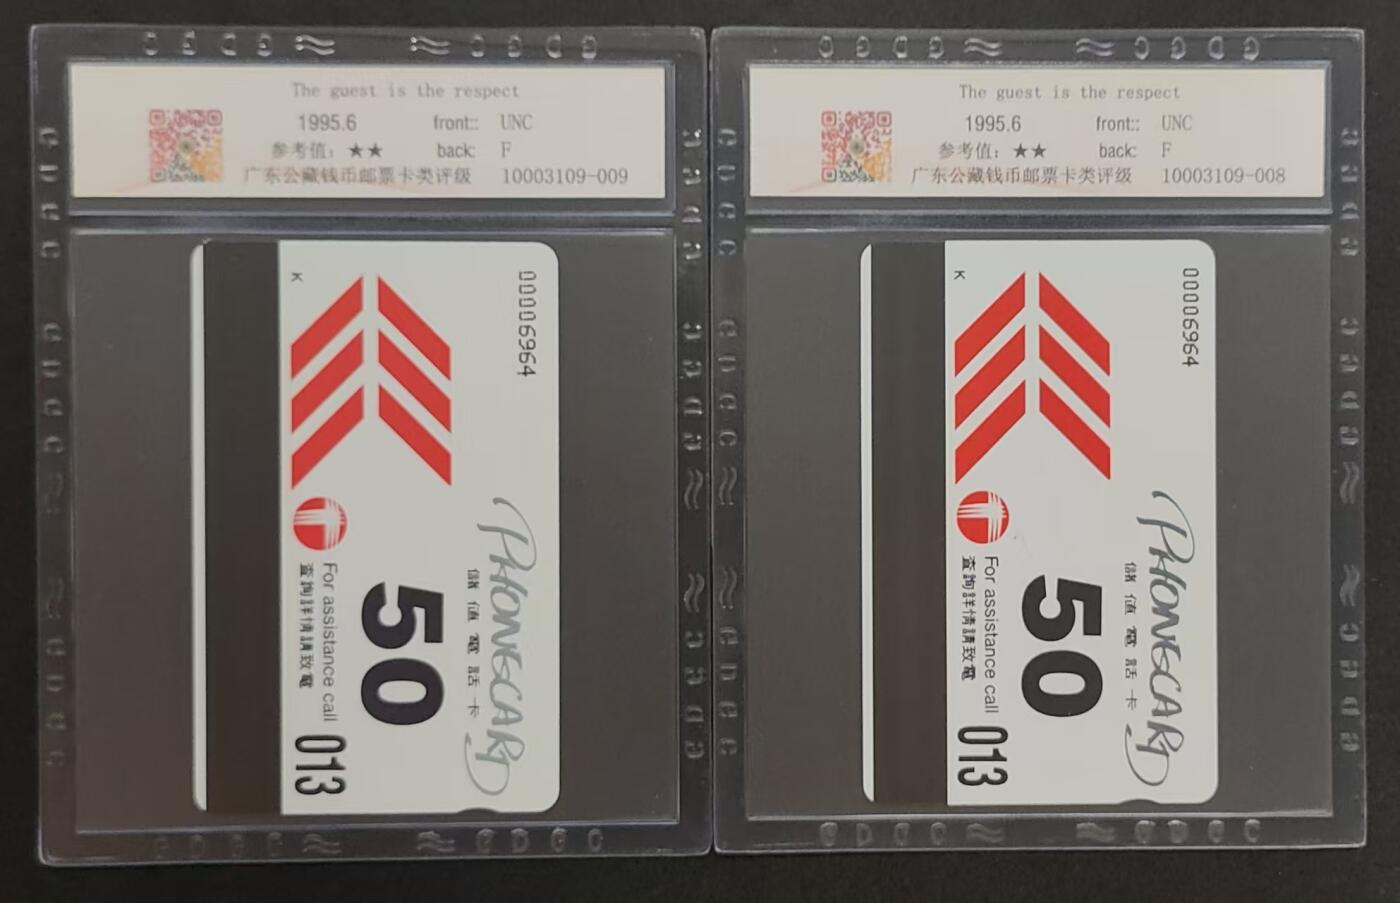 The guest is the respect
1995.6 front:: UNC
参考值：★★ back: F
广东公藏钱币邮票卡类评级 10003109-009
00006964
K
PHONECARD
儲值電話卡
50
For assistance call
查詢詳情請致電
013
The guest is the respect
1995.6 front:: UNC
参考值：★★ back: F
广东公藏钱币邮票卡类评级 10003109-008
00006964
K
PHONECARD
儲值電話卡
50
For assistance call
查詢詳情請致電
013